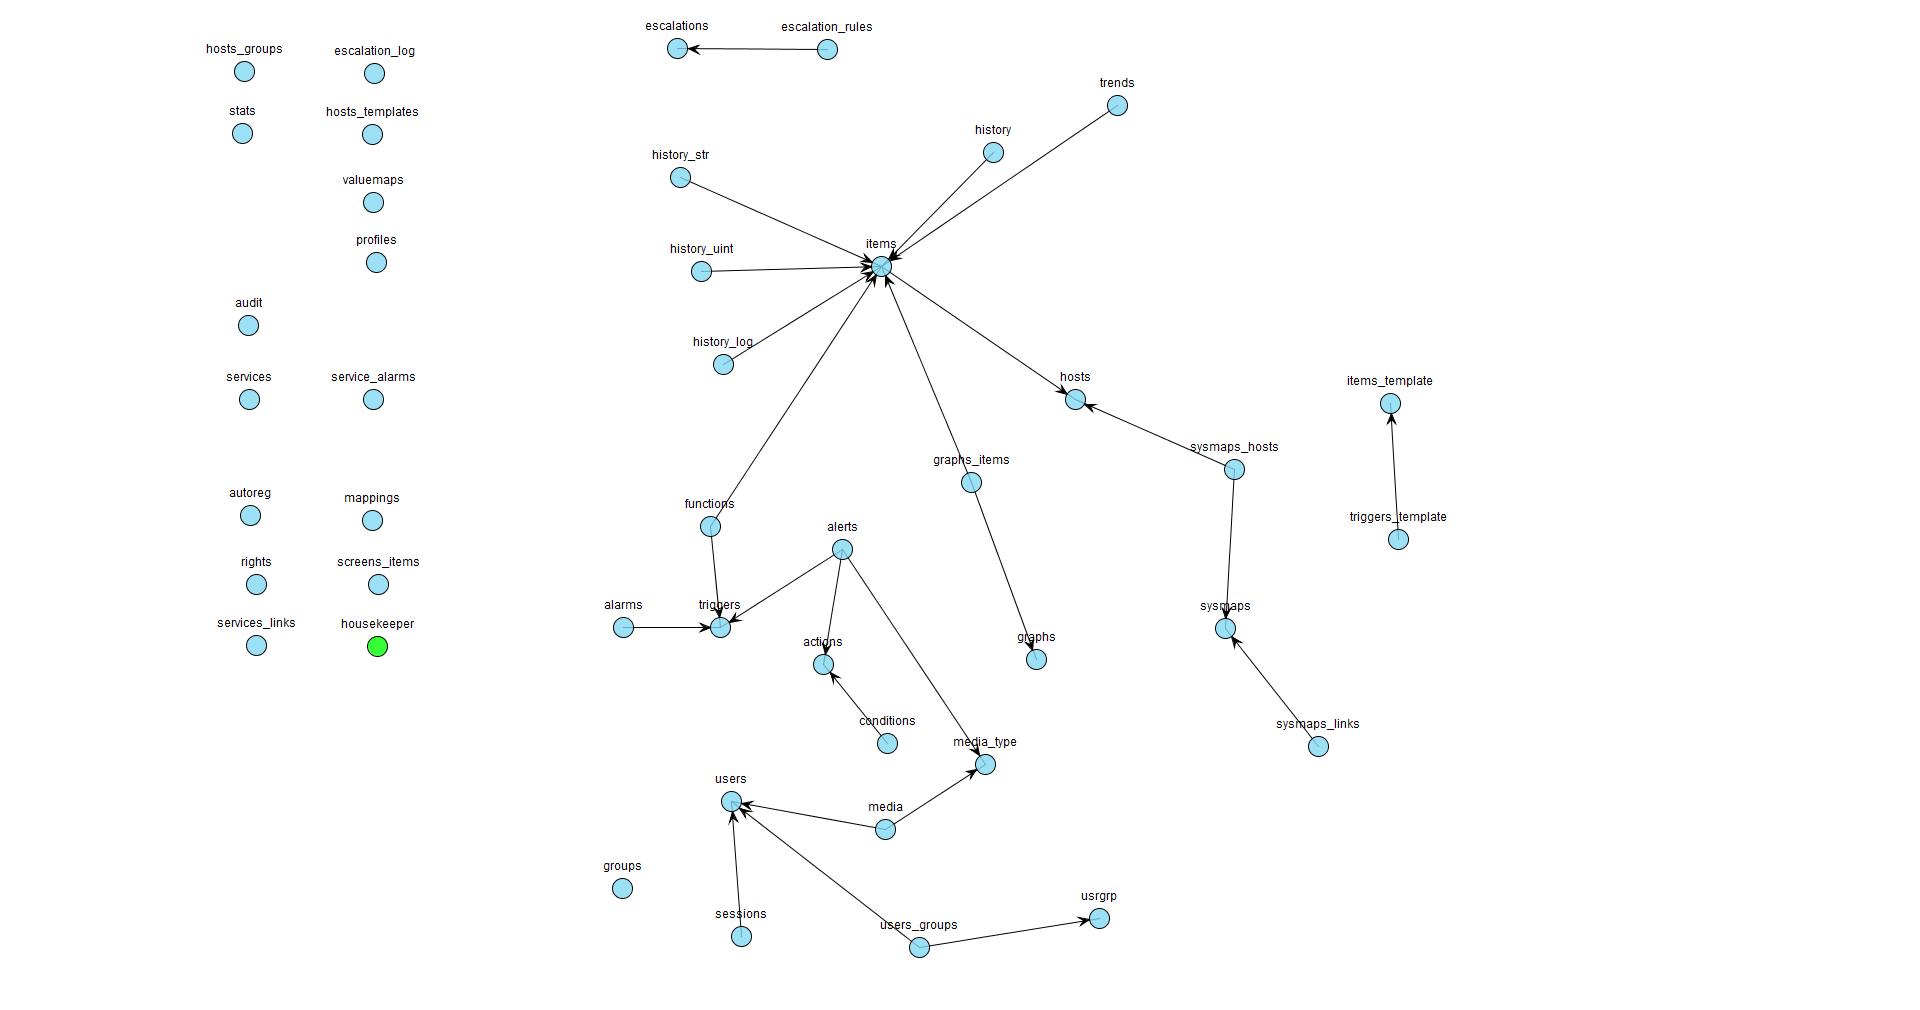 escalations
escalation_rules
hosts_groups
escalation_log
trends
stats
hosts_templates
history
history_str
valuemaps
profiles
items
history_uint
audit
history_log
services
service_alarms
hosts
items_template
sysmaps_hosts
graphs_items
autoreg
mappings
functions
triggers_template
alerts
rights
screens_items
alarms
triggers
sysmaps
services_links
housekeeper
actions
graphs
conditions
sysmaps_links
media_type
users
media
groups
usrgrp
sessions
users_groups